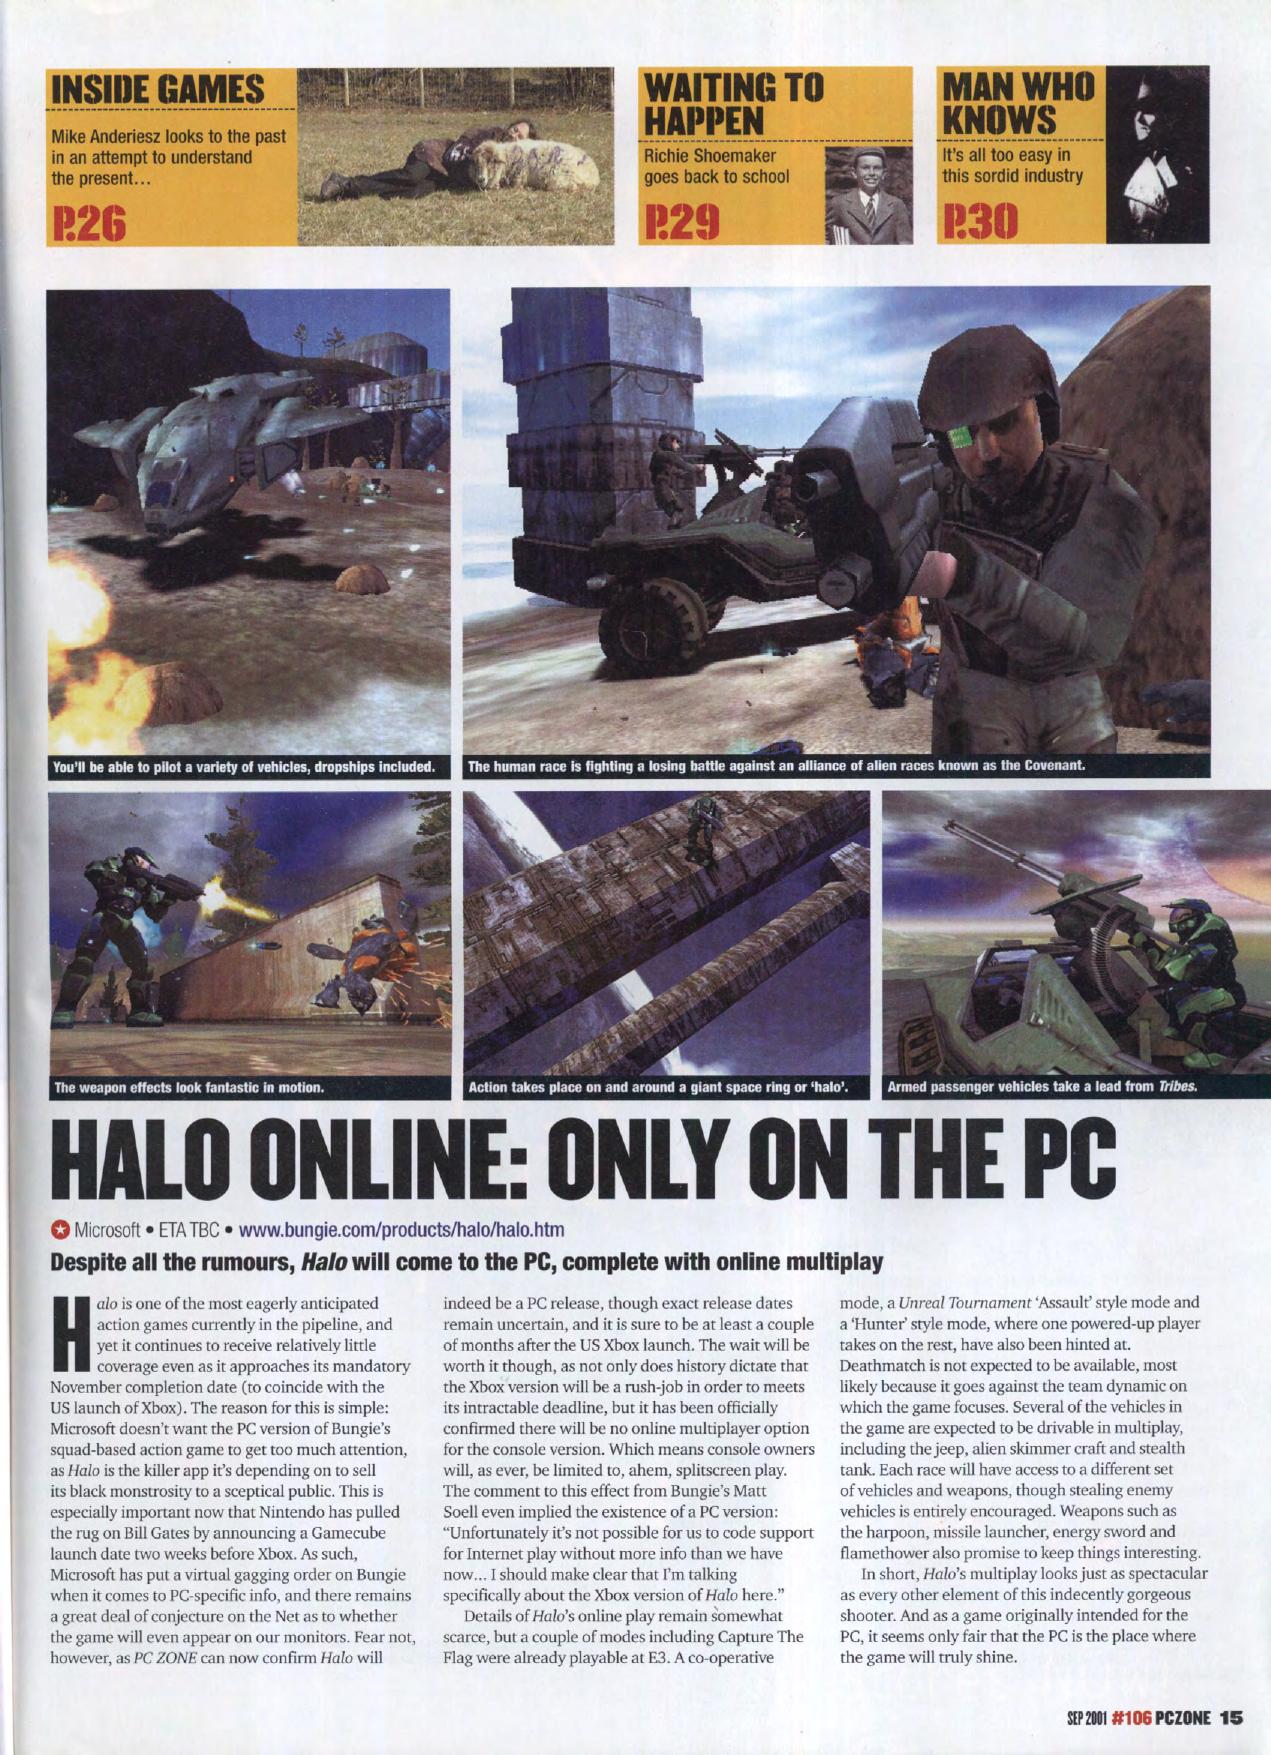 INSIDE GAMES
Mike Anderiesz looks to the past
in an attempt to understand
the present...
P.26
WAITING TO
HAPPEN
Richie Shoemaker
goes back to school
P.29
MAN WHO
KNOWS
It's all too easy in
this sordid industry
P.30
You'll be able to pilot a variety of vehicles, dropships included.
The human race is fighting a losing battle against an alliance of alien races known as the Covenant.
The weapon effects look fantastic in motion.
Action takes place on and around a giant space ring or 'halo'.
Armed passenger vehicles take a lead from Tribes.
HALO ONLINE: ONLY ON THE PC
Microsoft • ETA TBC • www.bungie.com/products/halo/halo.htm
Despite all the rumours, Halo will come to the PC, complete with online multiplay
Halo is one of the most eagerly anticipated
action games currently in the pipeline, and
yet it continues to receive relatively little
coverage even as it approaches its mandatory
November completion date (to coincide with the
US launch of Xbox). The reason for this is simple:
Microsoft doesn't want the PC version of Bungie's
squad-based action game to get too much attention,
as Halo is the killer app it's depending on to sell
its black monstrosity to a sceptical public. This is
especially important now that Nintendo has pulled
the rug on Bill Gates by announcing a Gamecube
launch date two weeks before Xbox. As such,
Microsoft has put a virtual gagging order on Bungie
when it comes to PC-specific info, and there remains
a great deal of conjecture on the Net as to whether
the game will even appear on our monitors. Fear not,
however, as PC ZONE can now confirm Halo will
indeed be a PC release, though exact release dates
remain uncertain, and it is sure to be at least a couple
of months after the US Xbox launch. The wait will be
worth it though, as not only does history dictate that
the Xbox version will be a rush-job in order to meets
its intractable deadline, but it has been officially
confirmed there will be no online multiplayer option
for the console version. Which means console owners
will, as ever, be limited to, ahem, splitscreen play.
The comment to this effect from Bungie's Matt
Soell even implied the existence of a PC version:
"Unfortunately it's not possible for us to code support
for Internet play without more info than we have
now... I should make clear that I'm talking
specifically about the Xbox version of Halo here."
Details of Halo's online play remain somewhat
scarce, but a couple of modes including Capture The
Flag were already playable at E3. A co-operative
mode, a Unreal Tournament 'Assault' style mode and
a 'Hunter' style mode, where one powered-up player
takes on the rest, have also been hinted at.
Deathmatch is not expected to be available, most
likely because it goes against the team dynamic on
which the game focuses. Several of the vehicles in
the game are expected to be drivable in multiplay,
including the jeep, alien skimmer craft and stealth
tank. Each race will have access to a different set
of vehicles and weapons, though stealing enemy
vehicles is entirely encouraged. Weapons such as
the harpoon, missile launcher, energy sword and
flamethower also promise to keep things interesting.
In short, Halo's multiplay looks just as spectacular
as every other element of this indecently gorgeous
shooter. And as a game originally intended for the
PC, it seems only fair that the PC is the place where
the game will truly shine.
SEP 2001 #106 PCZONE 15